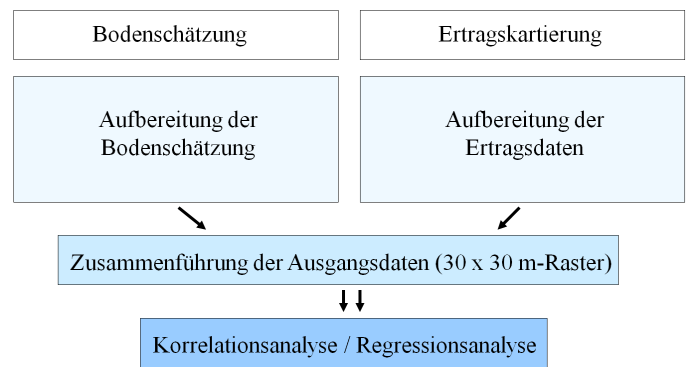 Bodenschätzung
Ertragskartierung
Aufbereitung der
Bodenschätzung
Aufbereitung der
Ertragsdaten
Zusammenführung der Ausgangsdaten (30 x 30 m-Raster)
Korrelationsanalyse / Regressionsanalyse